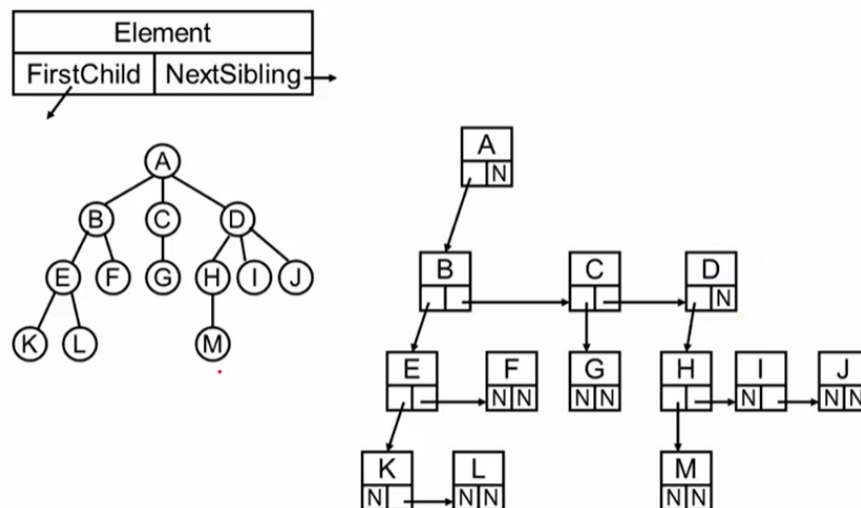 Element
FirstChild NextSibling
A
B C D
E F G H I J
K L M
A
N
B C D
N
E F G H I J
N N N N N N N
K L M
N N N N N